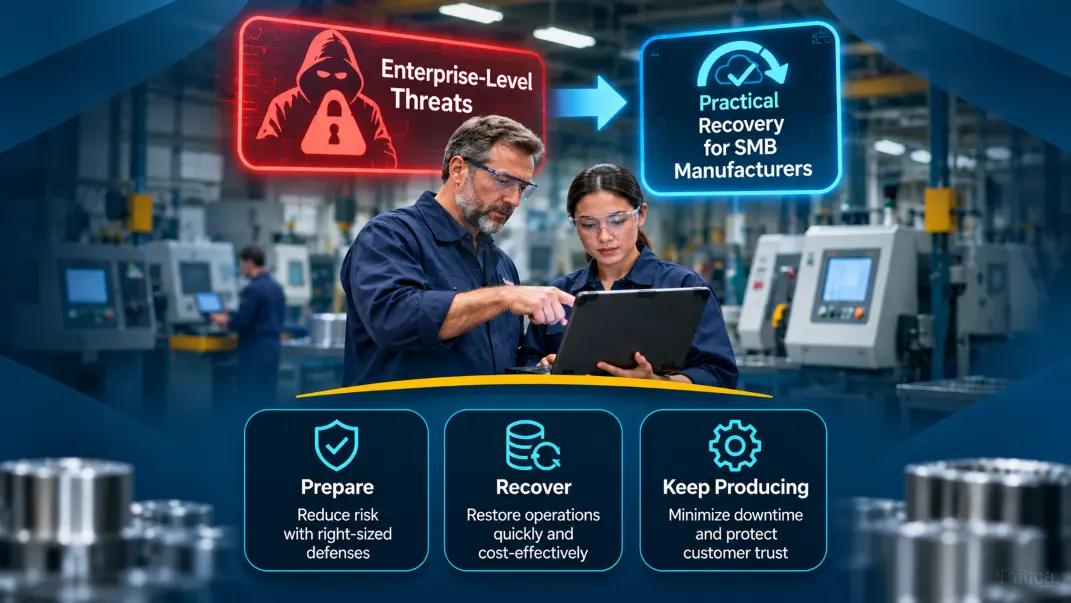 Enterprise-Level
Threats
Practical
Recovery
for SMB
Manufacturers
Prepare
Reduce risk
with right-sized
defenses
Recover
Restore operations
quickly and
cost-effectively
Keep Producing
Minimize downtime
and protect
customer trust